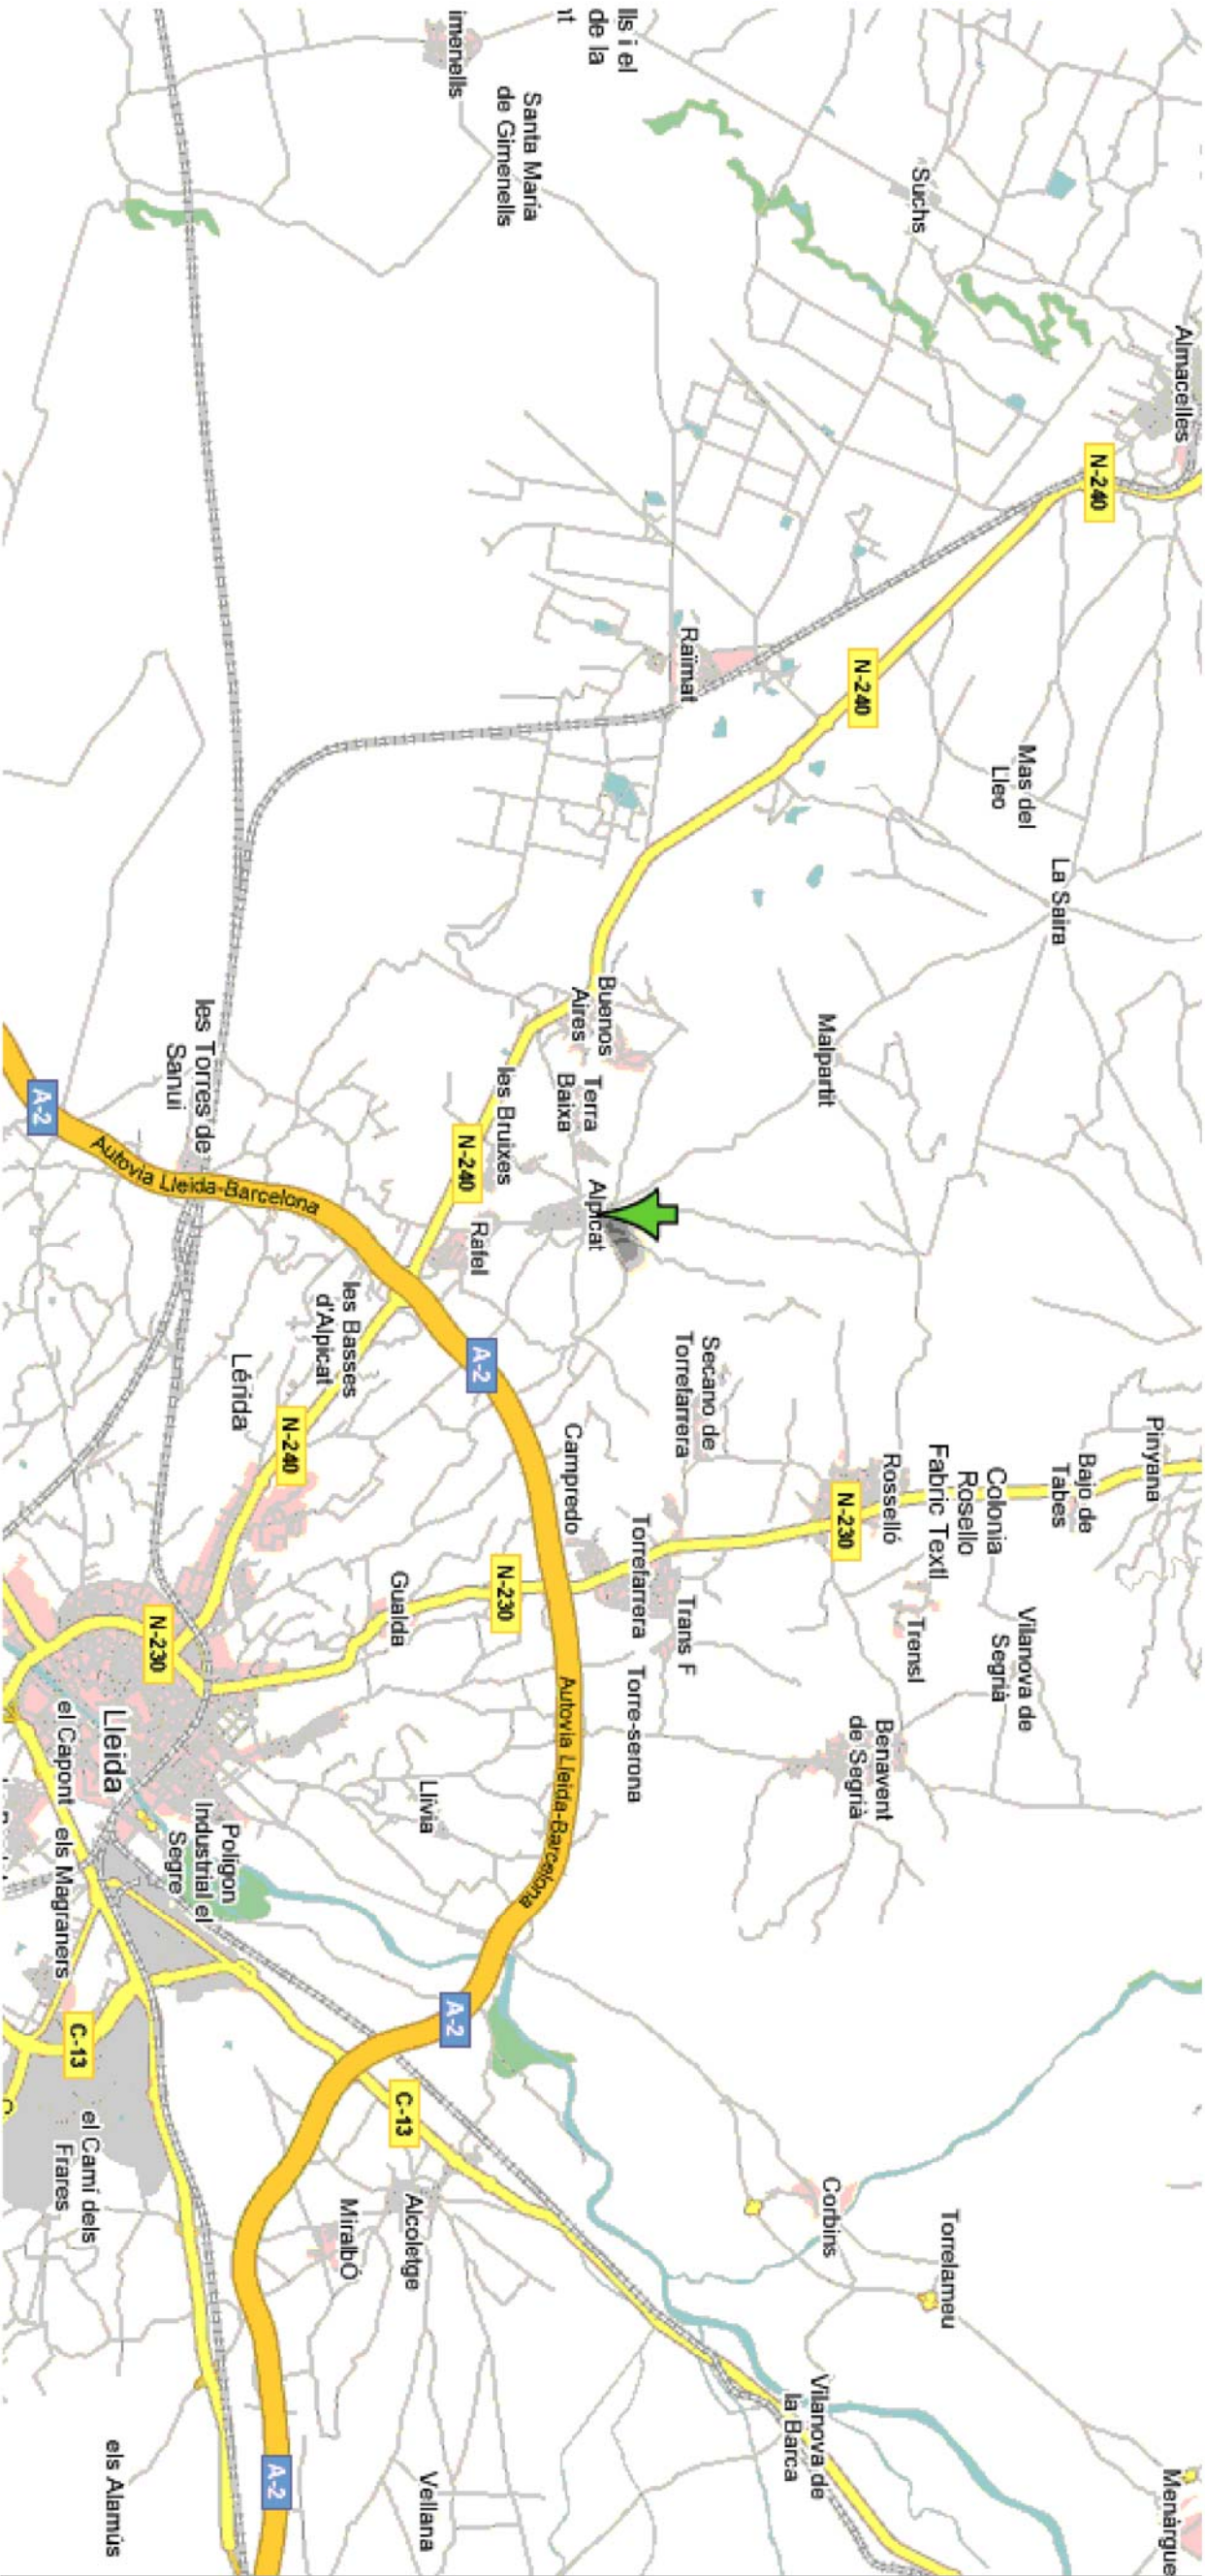 lls i el
de la
nt
imenells
Santa Maria
de Gimenells
Suchs
Almacelles
N-240
N-240
Raïmat
Mas del
Lleo
La Saira
Malpartit
Buenos
Aires
Terra
Baixa
les Bruixes
N-240
Alpicat
Rafel
les Torres de
Sanui
A-2
Autovia Lleida-Barcelona
les Basses
d'Alpicat
A-2
Lérida
N-240
Secano de
Torrefarrera
Campredo
Pinyana
Bajo de
Tabes
Colonia
Rosello
Fabric Textl
Rosselló
N-230
Torrefarrera
N-230
Gualda
Trans F
Trensl
Vilanova de
Segrià
Torre-serona
Benavent
de Segrià
Autovia Lleida-Barcelona
N-230
Lleida
el Capont
Llivia
Poligon
Industrial el
Segre
els Magraners
A-2
C-13
C-13
el Camí dels
Frares
Alcoletge
MiralbÓ
Corbins
Torrelameu
Vilanova de
la Barca
Menàrgue
Vellana
A-2
els Alamús